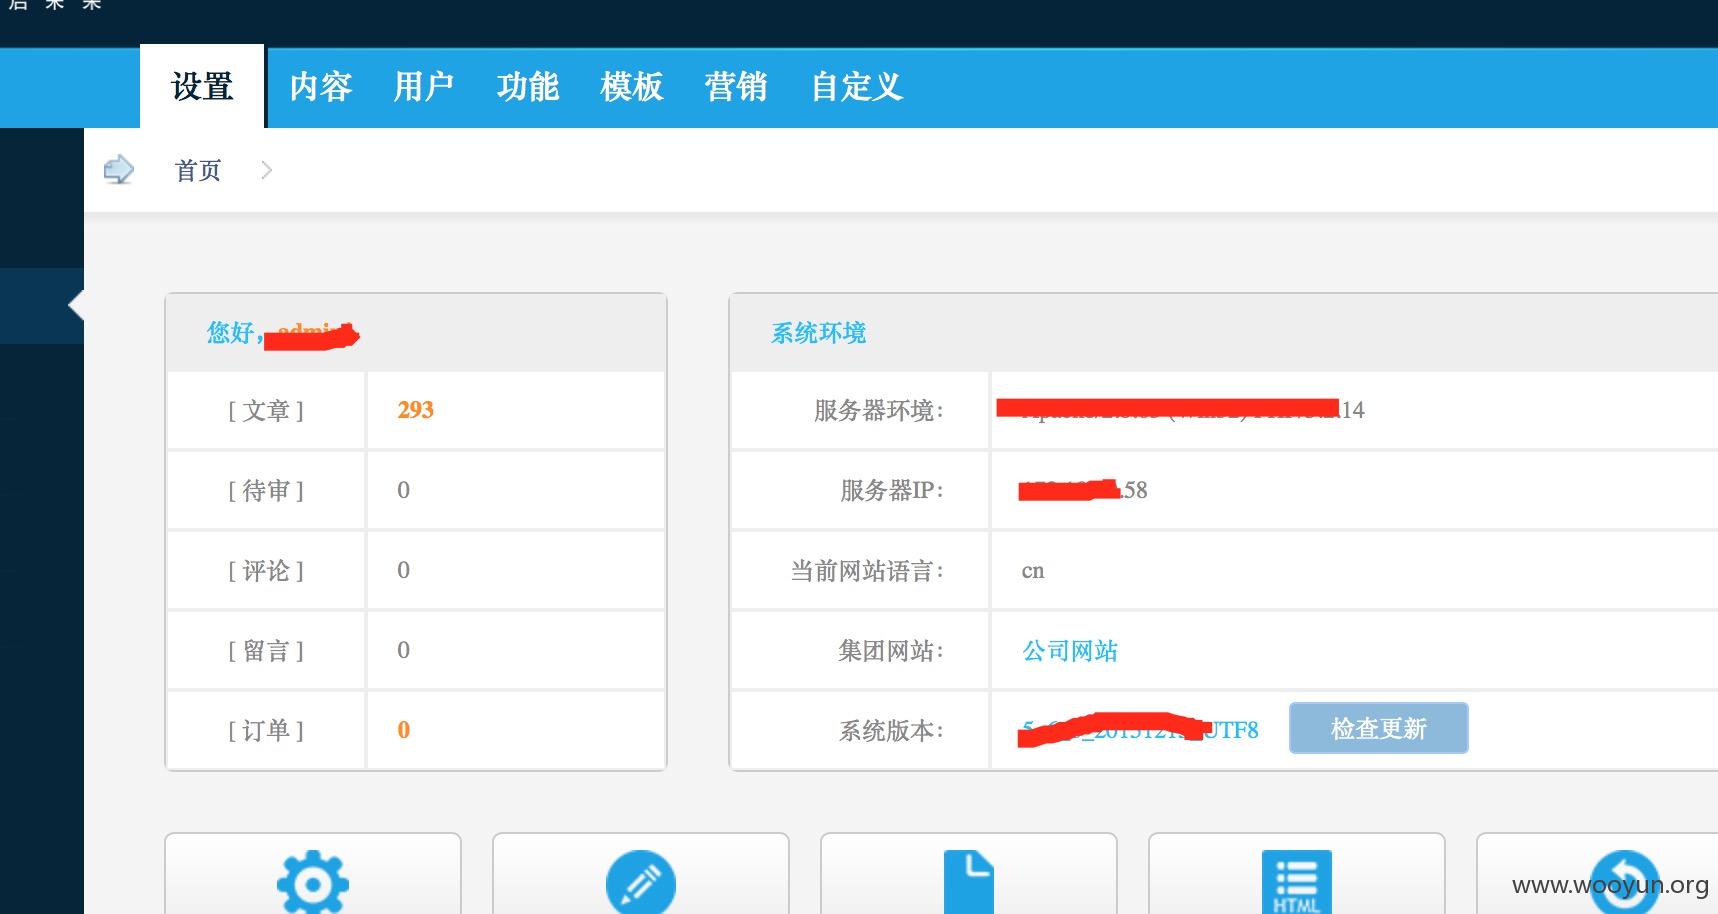 设置 内容 用户 功能 模板 营销 自定义
首页
您好,
系统环境
[ 文章 ] 293
服务器环境: .14
[ 待审 ] 0
服务器IP: .58
[ 评论 ] 0
当前网站语言: cn
[ 留言 ] 0
集团网站: 公司网站
[ 订单 ] 0
系统版本: UTF8 检查更新
HTML
www.wooyun.org